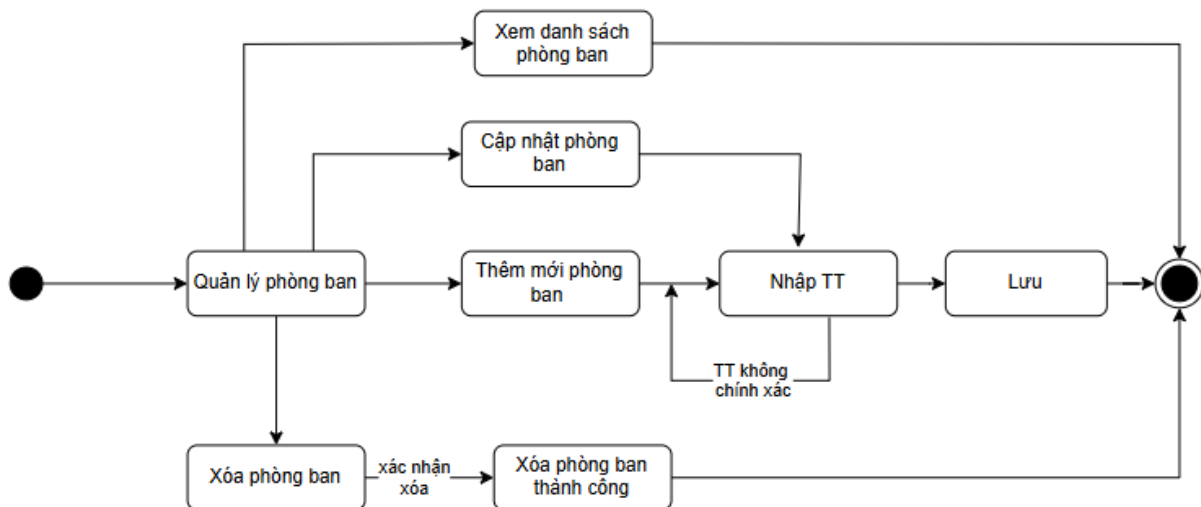 Xem danh sách
phòng ban
Cập nhật phòng
ban
Quản lý phòng ban
Thêm mới phòng
ban
Nhập TT
Lưu
TT không
chính xác
Xóa phòng ban
xác nhận
xóa
Xóa phòng ban
thành công